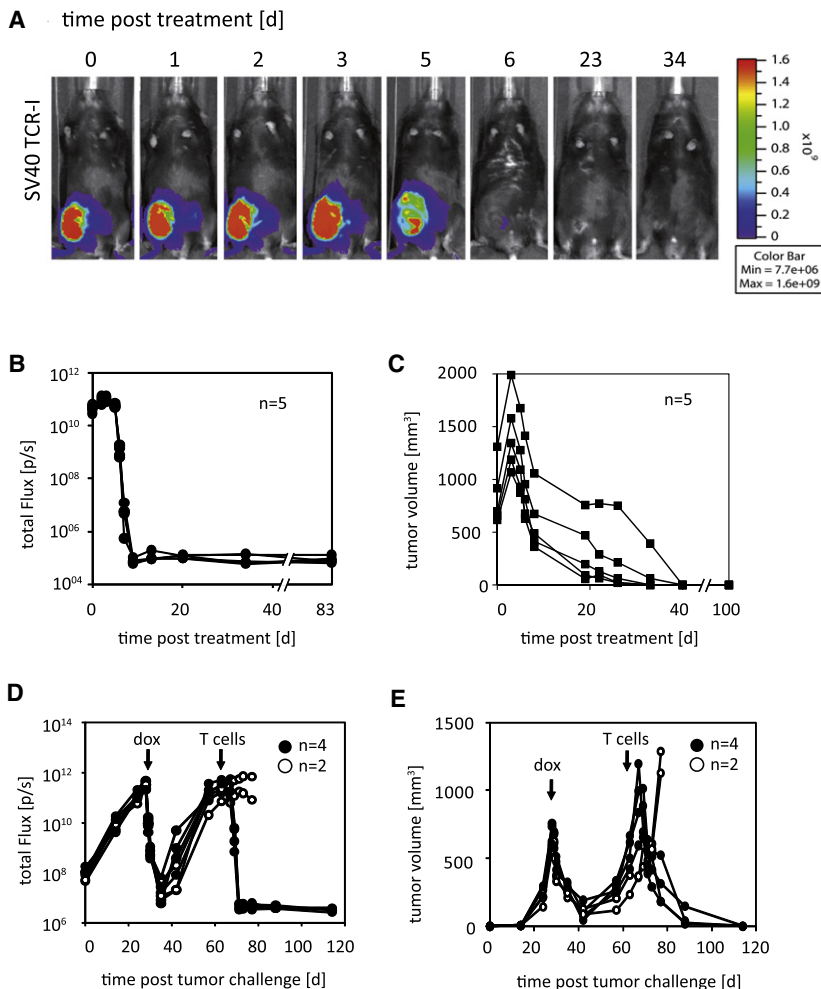 A
time post treatment [d]
0 1 2 3 5 6 23 34
SV40 TCR-I
1.6
1.4
1.2
1.0
0.8
0.6
0.4
0.2
0
x10⁹
Color Bar
Min = 7.7e+06
Max = 1.6e+09
B
total Flux [p/s]
10¹²
10¹⁰
10⁰⁸
10⁰⁶
10⁰⁴
n=5
0 20 40 83
time post treatment [d]
C
tumor volume [mm³]
2000
1500
1000
500
0
n=5
0 20 40 100
time post treatment [d]
D
total Flux [p/s]
10¹⁴
10¹²
10¹⁰
10⁸
10⁶
dox
T cells
n=4
n=2
0 20 40 60 80 100 120
time post tumor challenge [d]
E
tumor volume [mm³]
1500
1000
500
0
dox
T cells
n=4
n=2
0 20 40 60 80 100 120
time post tumor challenge [d]